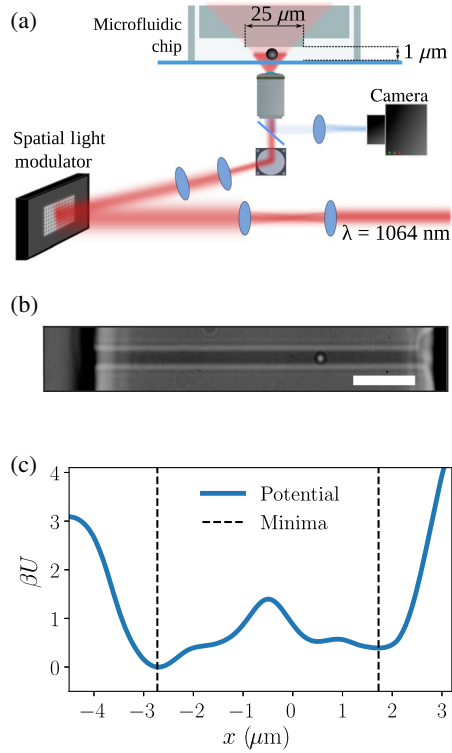 (a)
25 μm
Microfluidic
chip
1 μm
Camera
Spatial light
modulator
λ = 1064 nm
(b)
(c)
4
3
2
1
0
βU
Potential
Minima
−4 −3 −2 −1 0 1 2 3
x (μm)